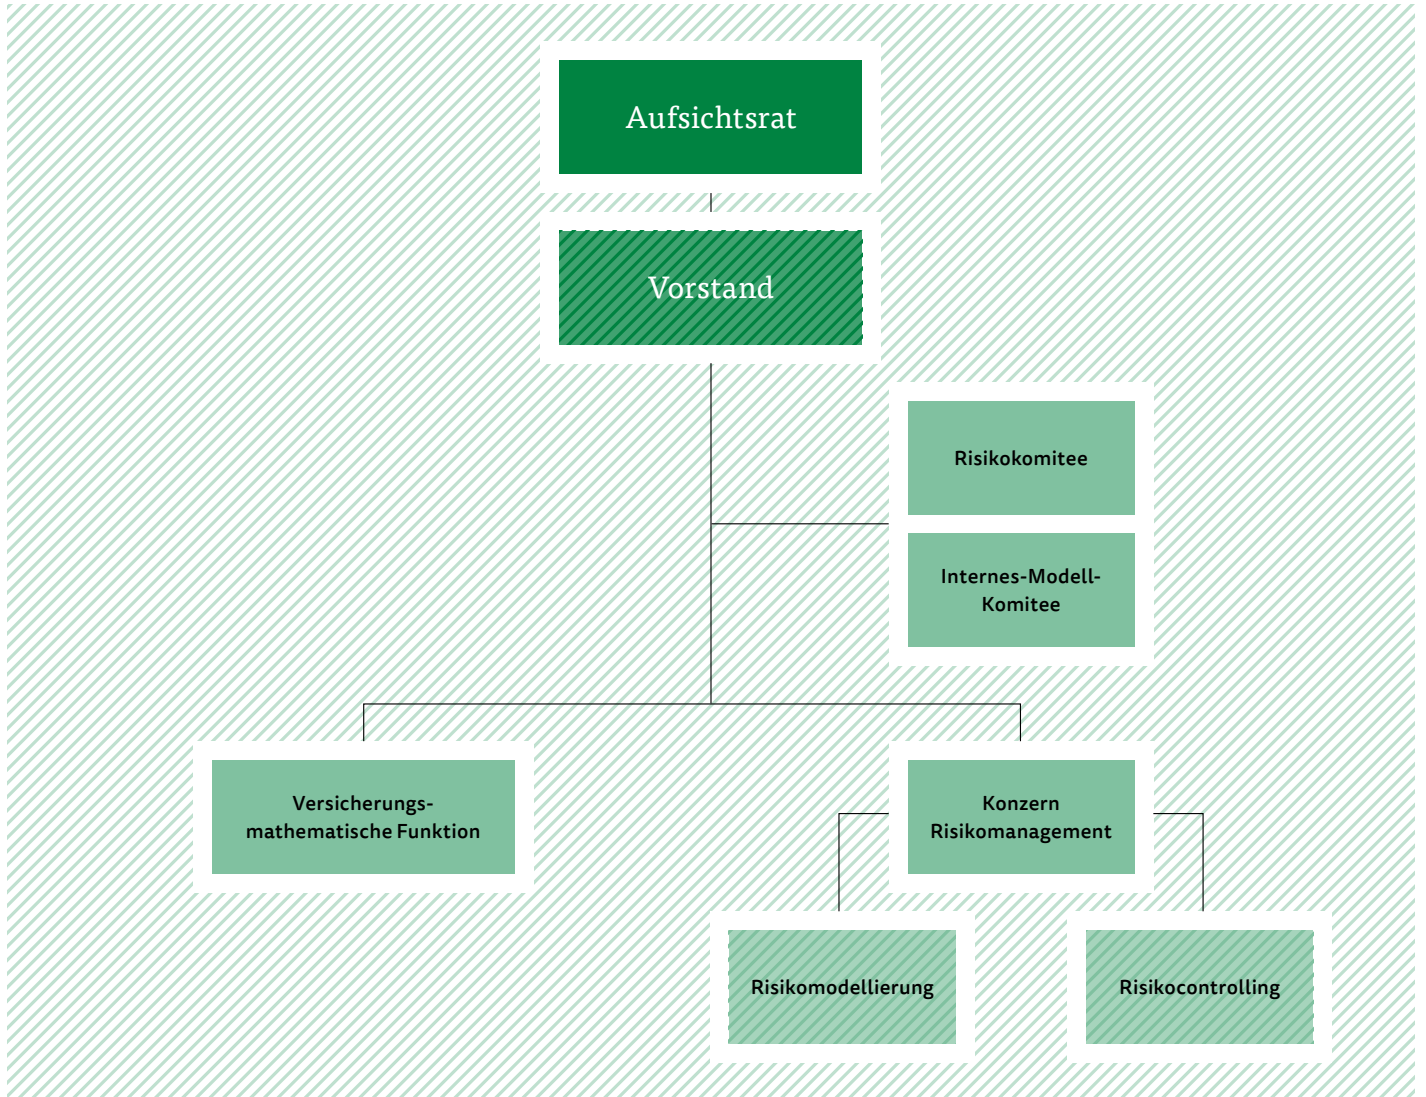 Aufsichtsrat
Vorstand
Risikokomitee
Internes-Modell-
Komitee
Versicherungs-
mathematische Funktion
Konzern
Risikomanagement
Risikomodellierung
Risikocontrolling